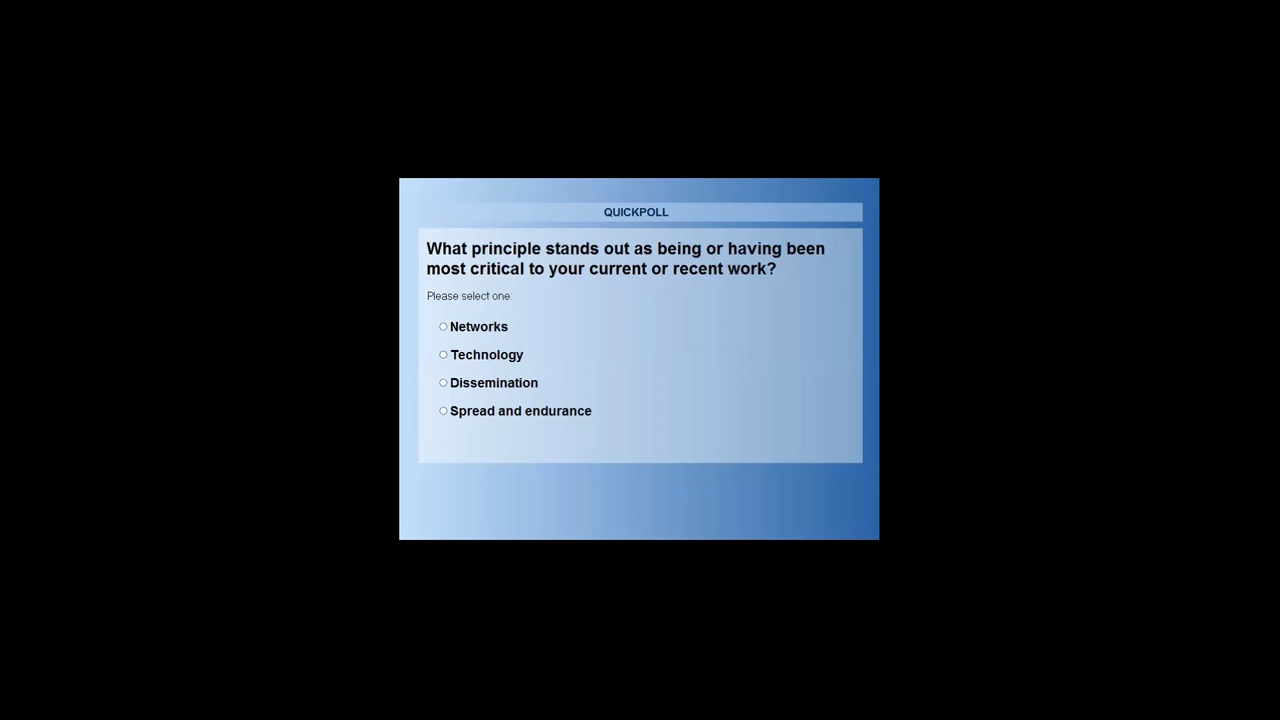 QUICKPOLL
What principle stands out as being or having been
most critical to your current or recent work?
Please select one:
Networks
Technology
Dissemination
Spread and endurance